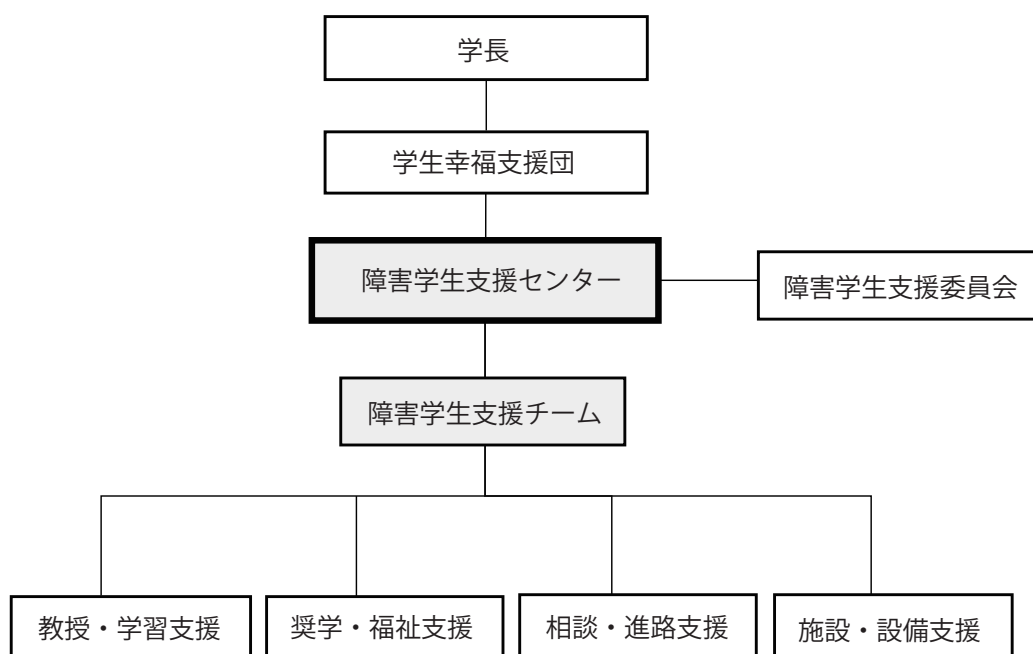 学長
学生幸福支援団
障害学生支援センター
障害学生支援委員会
障害学生支援チーム
教授・学習支援
奨学・福祉支援
相談・進路支援
施設・設備支援